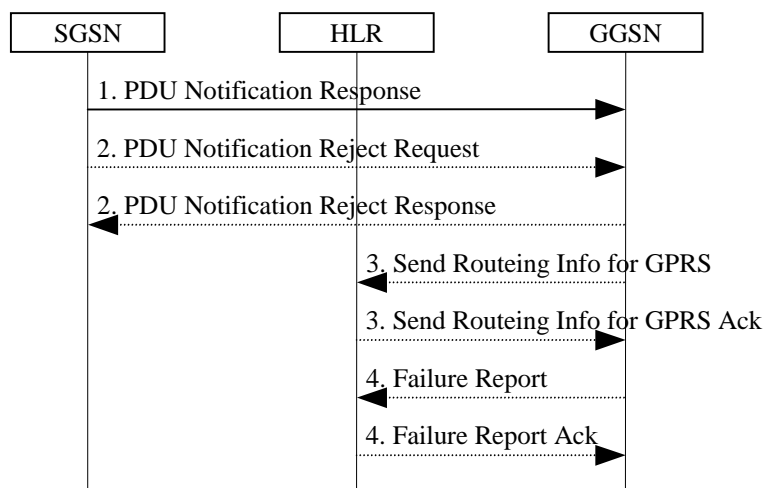 SGSN HLR GGSN
1. PDU Notification Response
2. PDU Notification Reject Request
2. PDU Notification Reject Response
3. Send Routeing Info for GPRS
3. Send Routeing Info for GPRS Ack
4. Failure Report
4. Failure Report Ack